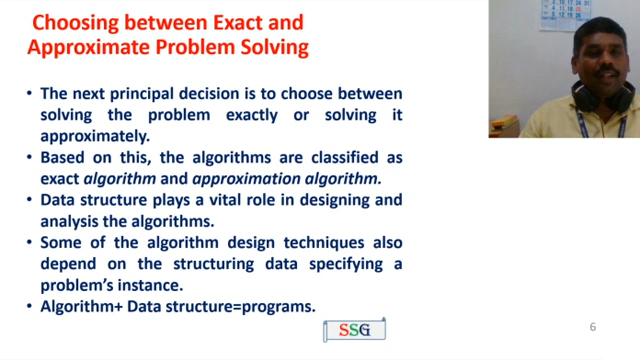 Choosing between Exact and
Approximate Problem Solving
• The next principal decision is to choose between
solving the problem exactly or solving it
approximately.
• Based on this, the algorithms are classified as
exact algorithm and approximation algorithm.
• Data structure plays a vital role in designing and
analysis the algorithms.
• Some of the algorithm design techniques also
depend on the structuring data specifying a
problem's instance.
• Algorithm+ Data structure=programs.
SSG
6